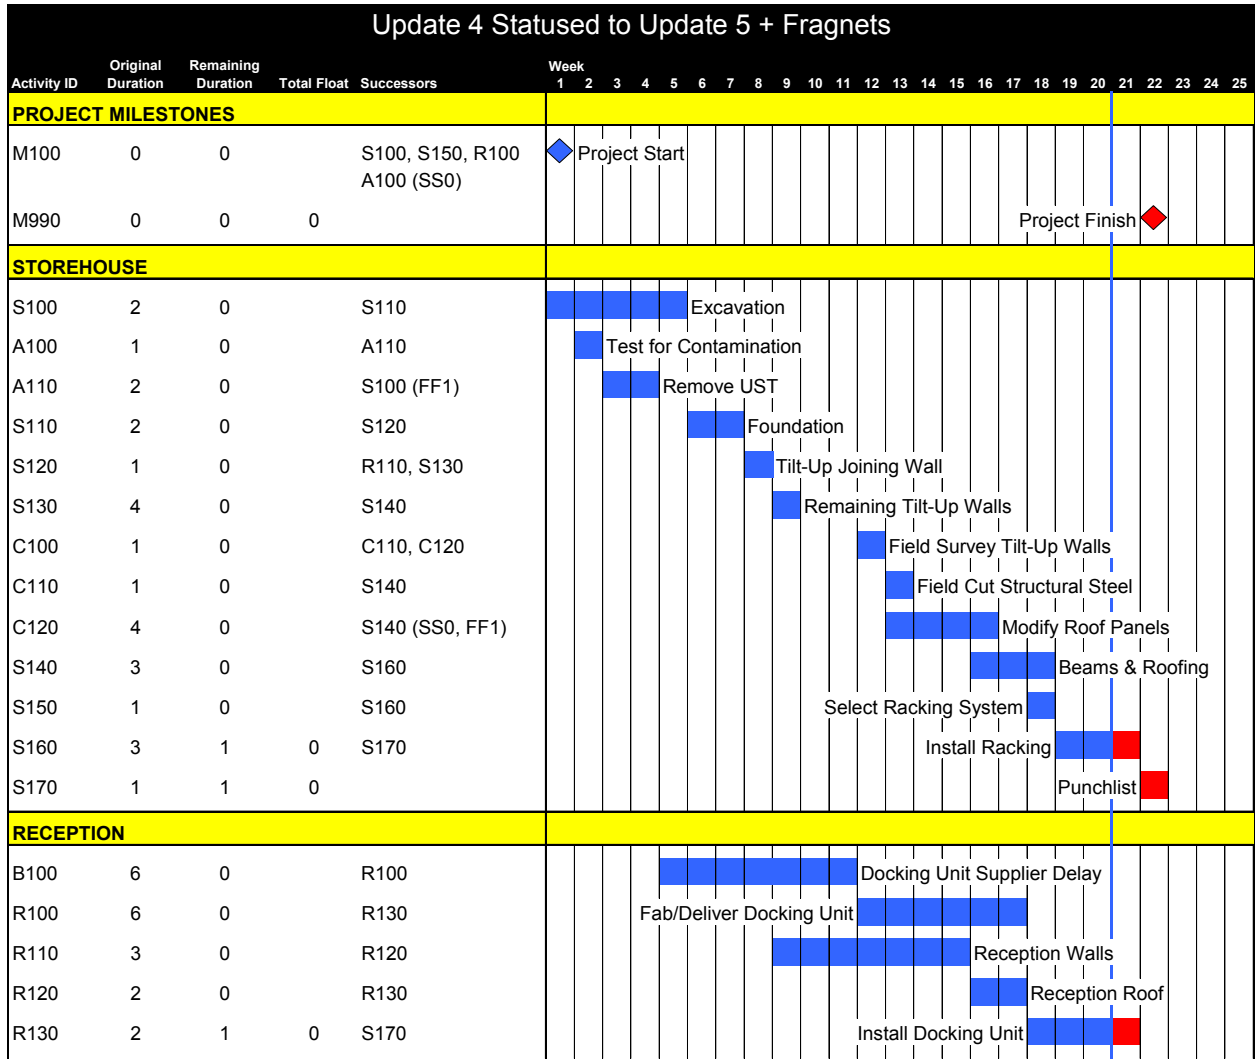 Update 4 Statused to Update 5 + Fragnets
Original Remaining Week
Activity ID Duration Duration Total Float Successors 1 2 3 4 5 6 7 8 9 10 11 12 13 14 15 16 17 18 19 20 21 22 23 24 25
PROJECT MILESTONES
M100 0 0 S100, S150, R100 Project Start
A100 (SS0)
M990 0 0 0 Project Finish
STOREHOUSE
S100 2 0 S110 Excavation
A100 1 0 A110 Test for Contamination
A110 2 0 S100 (FF1) Remove UST
S110 2 0 S120 Foundation
S120 1 0 R110, S130 Tilt-Up Joining Wall
S130 4 0 S140 Remaining Tilt-Up Walls
C100 1 0 C110, C120 Field Survey Tilt-Up Walls
C110 1 0 S140 Field Cut Structural Steel
C120 4 0 S140 (SS0, FF1) Modify Roof Panels
S140 3 0 S160 Beams & Roofing
S150 1 0 S160 Select Racking System
S160 3 1 0 S170 Install Racking
S170 1 1 0 Punchlist
RECEPTION
B100 6 0 R100 Docking Unit Supplier Delay
R100 6 0 R130 Fab/Deliver Docking Unit
R110 3 0 R120 Reception Walls
R120 2 0 R130 Reception Roof
R130 2 1 0 S170 Install Docking Unit